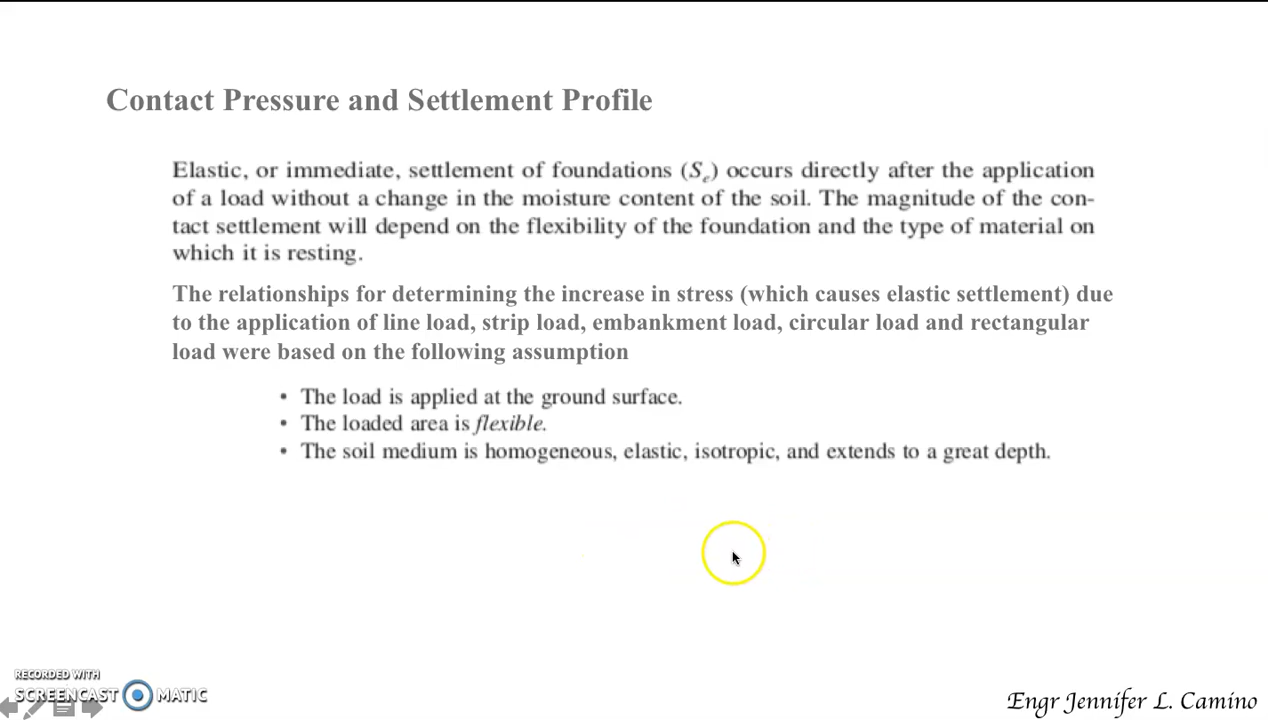 Contact Pressure and Settlement Profile
Elastic, or immediate, settlement of foundations (Se) occurs directly after the application
of a load without a change in the moisture content of the soil. The magnitude of the con-
tact settlement will depend on the flexibility of the foundation and the type of material on
which it is resting.
The relationships for determining the increase in stress (which causes elastic settlement) due
to the application of line load, strip load, embankment load, circular load and rectangular
load were based on the following assumption
• The load is applied at the ground surface.
• The loaded area is flexible.
• The soil medium is homogeneous, elastic, isotropic, and extends to a great depth.
RECORDED WITH
SCREENCAST MATIC
Engr Jennifer L. Camino